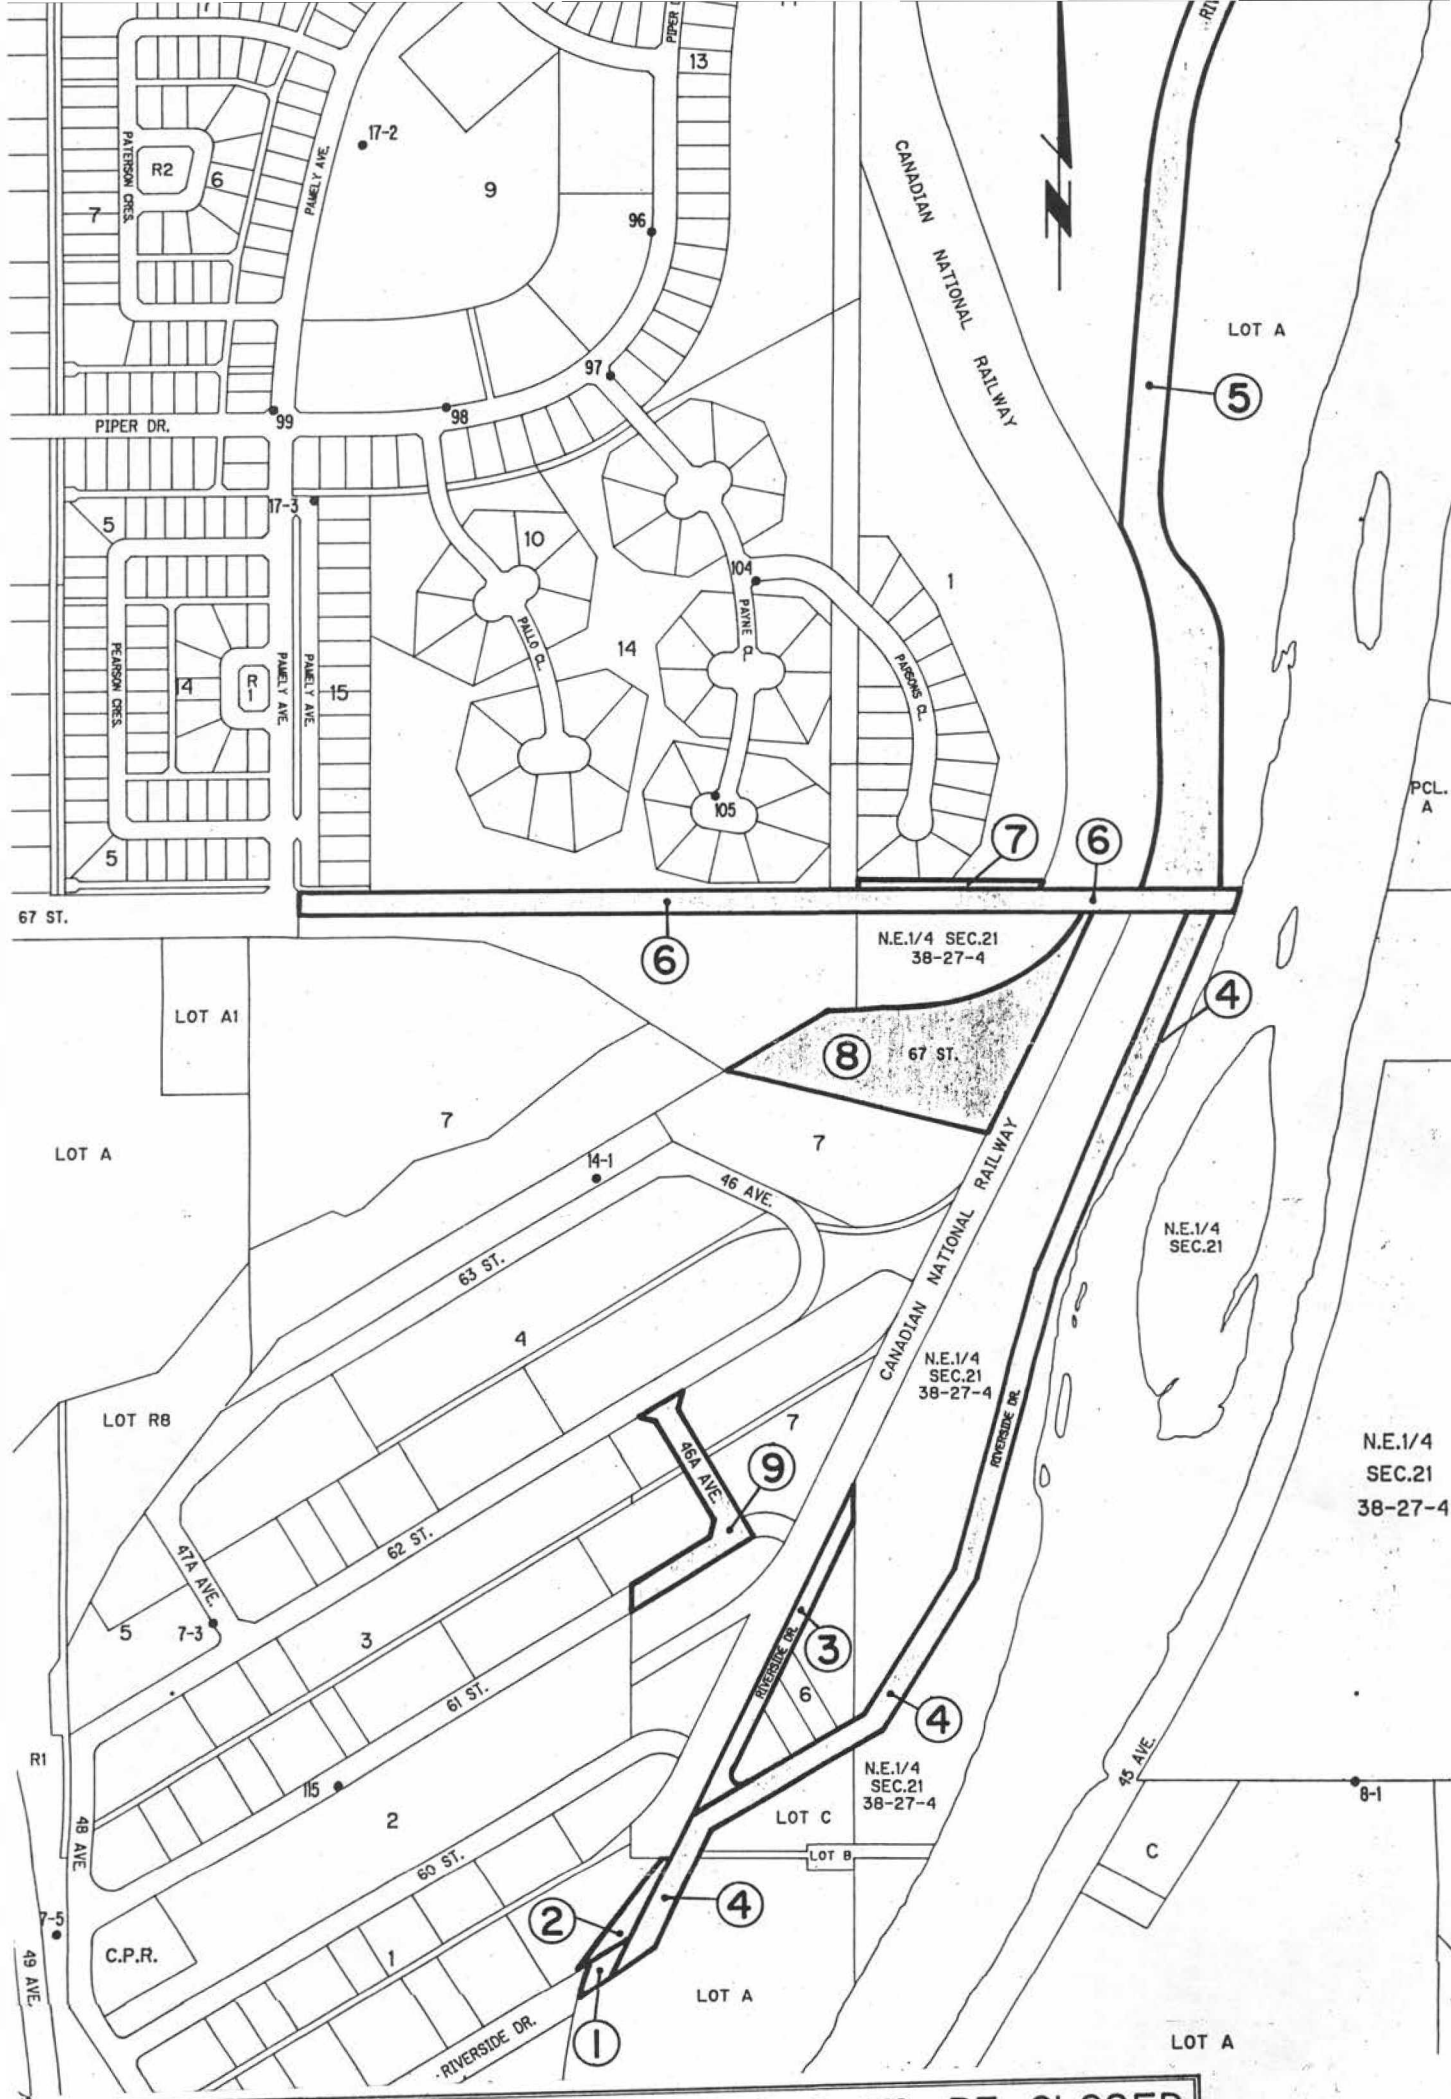 13
17-2
PATERSON CRES.
R2
6
7
PAMELY AVE.
9
96
CANADIAN NATIONAL RAILWAY
N
LOT A
5
97
98
99
PIPER DR.
17-3
5
10
104
1
PALLO CL.
PAYNE CL.
PARSONS CL.
14
PEARSON CRES.
14
R1
PAMELY AVE.
PAMELY AVE.
15
105
PCL. A
5
7
6
67 ST.
6
N.E.1/4 SEC.21
38-27-4
4
LOT A1
8
67 ST.
7
7
LOT A
14-1
46 AVE.
CANADIAN NATIONAL RAILWAY
N.E.1/4
SEC.21
63 ST.
4
N.E.1/4
SEC.21
38-27-4
RIVERSIDE DR.
LOT R8
7
46A AVE.
9
N.E.1/4
SEC.21
38-27-4
62 ST.
47A AVE.
5
7-3
3
RIVERSIDE DR.
3
6
61 ST.
4
R1
115
2
N.E.1/4
SEC.21
38-27-4
45 AVE.
8-1
LOT C
48 AVE.
60 ST.
LOT B
C
7-5
2
4
C.P.R.
1
49 AVE.
LOT A
RIVERSIDE DR.
1
LOT A
BE CLOSED